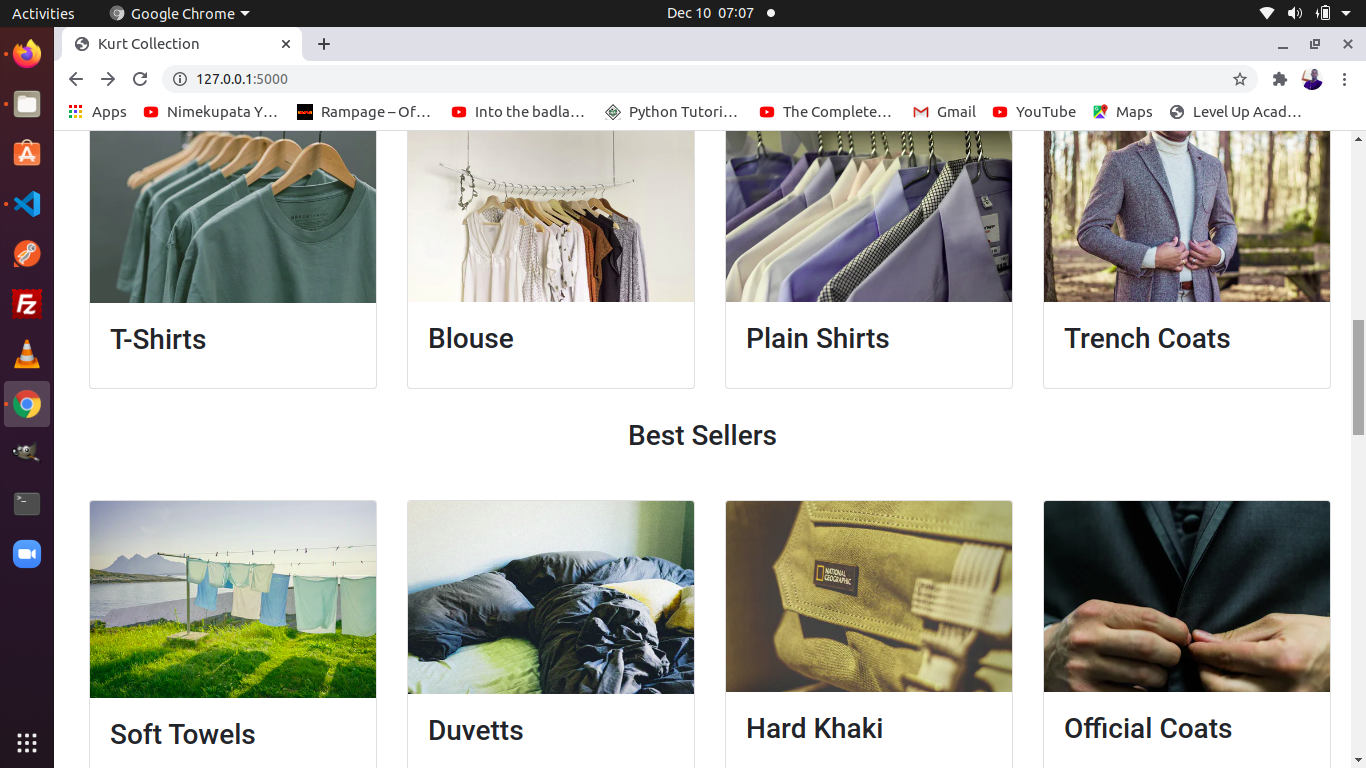 Activities
Google Chrome
Dec 10 07:07
Kurt Collection
127.0.0.1:5000
Apps
Nimekupata Y…
Rampage – Of…
Into the badla…
Python Tutori…
The Complete…
Gmail
YouTube
Maps
Level Up Acad…
T-Shirts
Blouse
Plain Shirts
Trench Coats
Best Sellers
NATIONAL
GEOGRAPHIC
Soft Towels
Duvetts
Hard Khaki
Official Coats